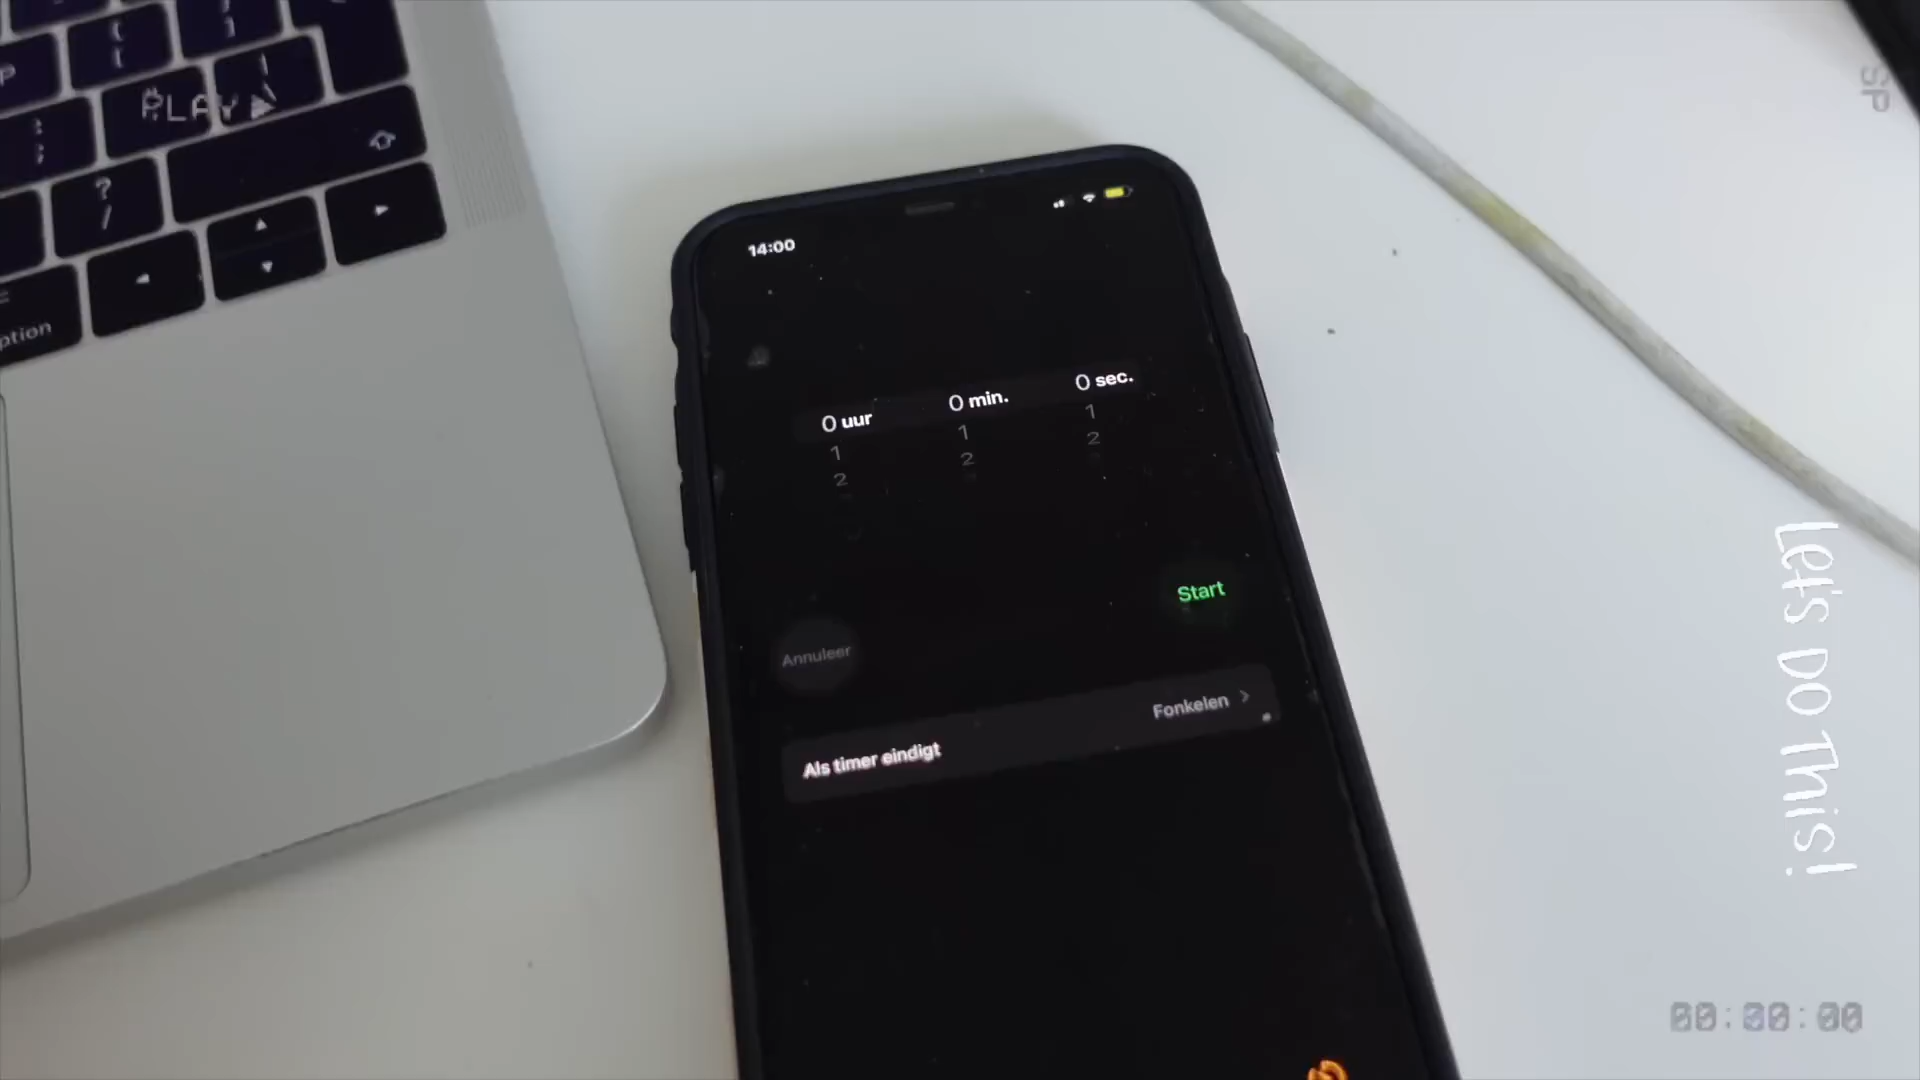 PLAY
SP
?
/
option
14:00
0 uur 0 min. 0 sec.
1 1 1
2 2 2
Start
Annuleer
Als timer eindigt Fonkelen
Let's Do This!
00:00:00